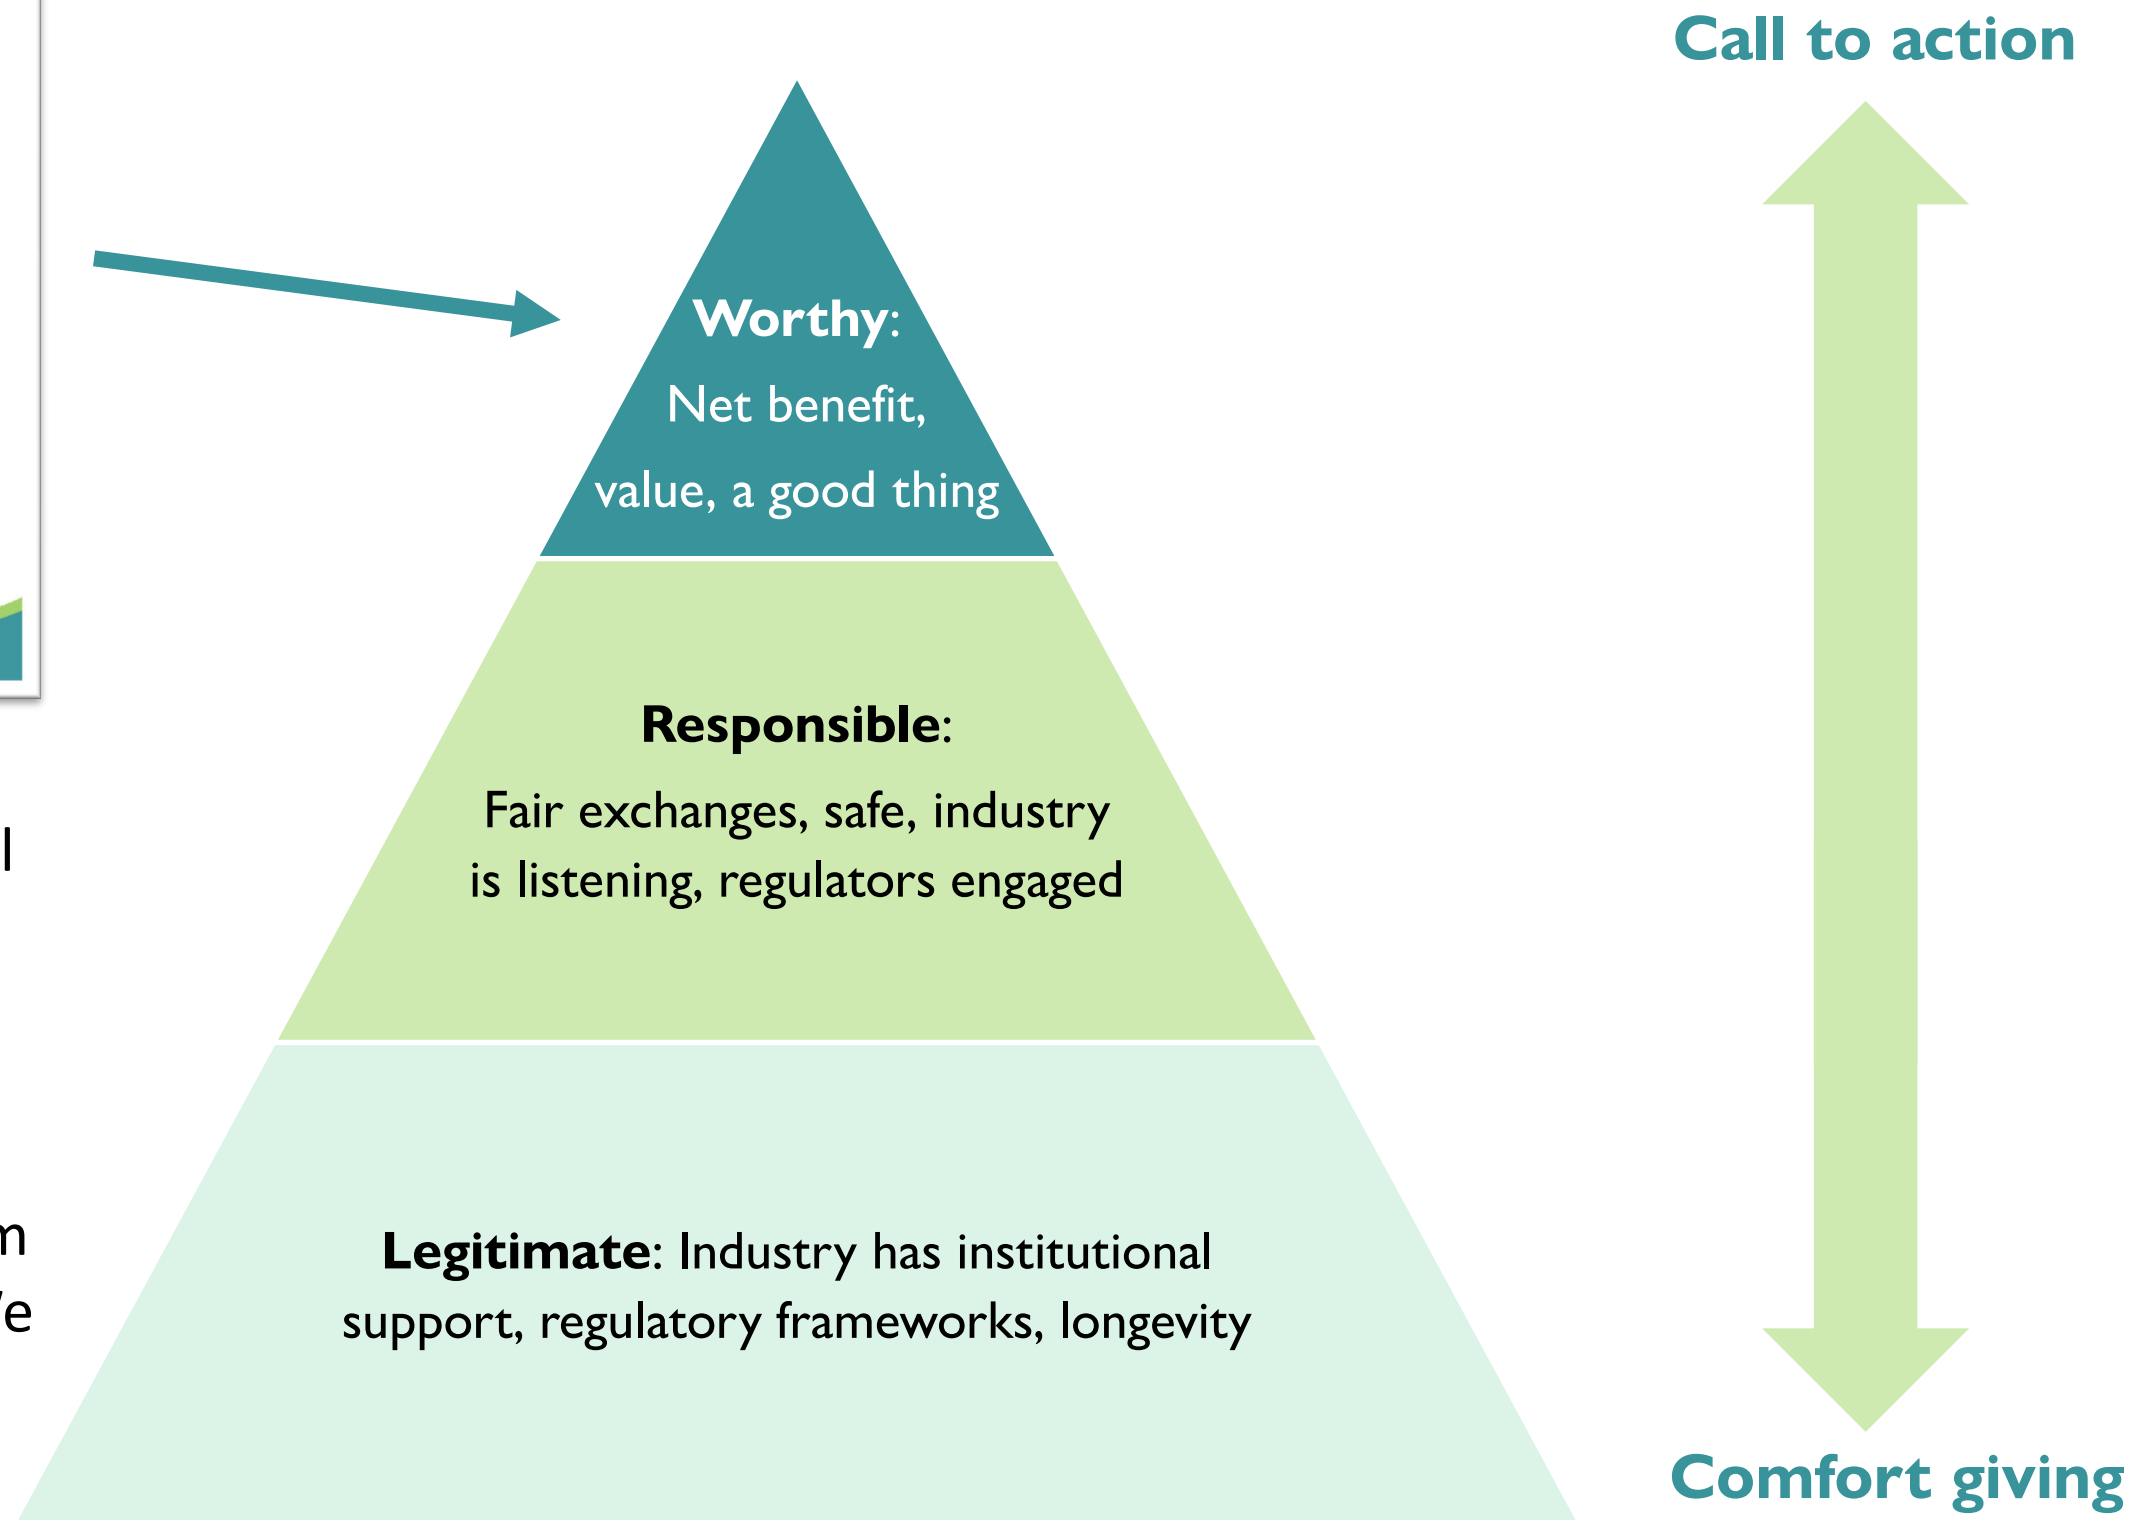 Call to action
Worthy:
Net benefit,
value, a good thing
Responsible:
Fair exchanges, safe, industry
is listening, regulators engaged
Legitimate: Industry has institutional
support, regulatory frameworks, longevity
Comfort giving